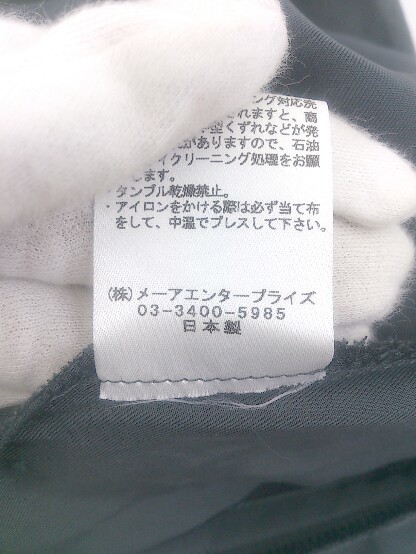 ング対応洗
れますと、商
型くずれなどが発
がありますので、石油
イクリーニング処理をお願
します。
・タンブル乾燥禁止。
・アイロンをかける際は必ず当て布
をして、中温でプレスして下さい。
(株)メーアエンタープライズ
03-3400-5985
日本製